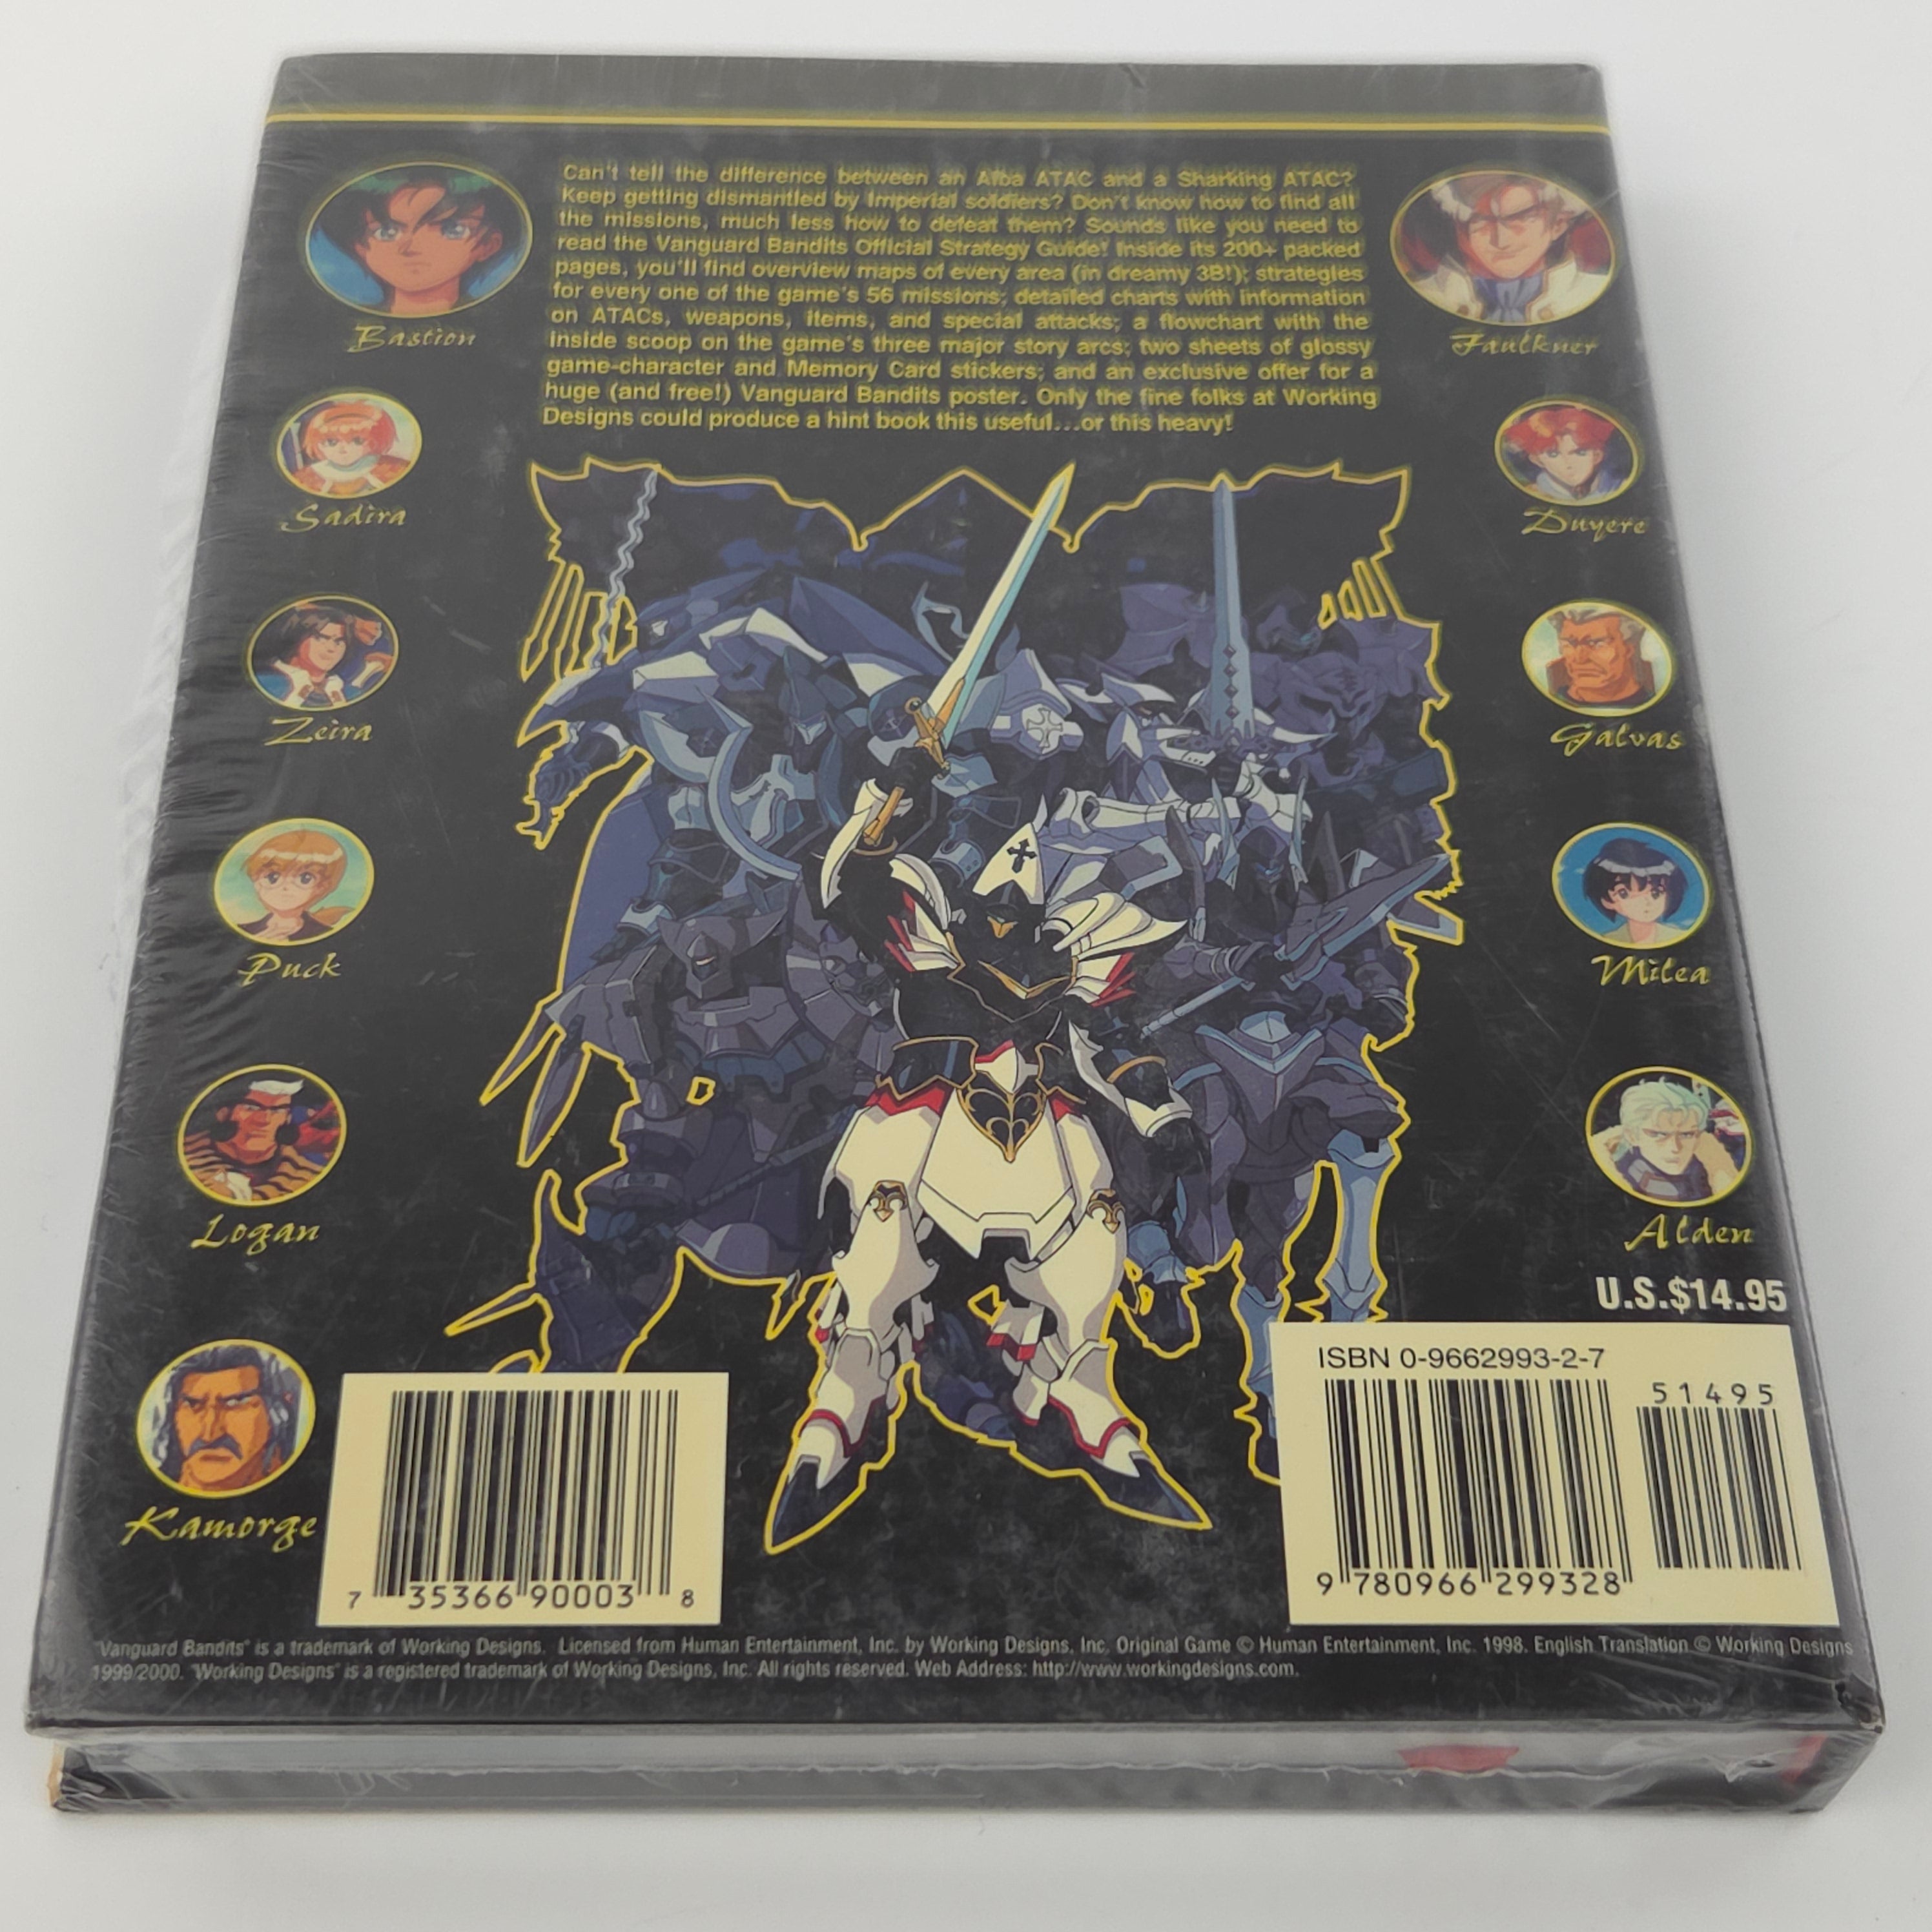 Can't tell the difference between an Alba ATAC and a Sharking ATAC?
Keep getting dismantled by Imperial soldiers? Don't know how to find all
the missions, much less how to defeat them? Sounds like you need to
read the Vanguard Bandits Official Strategy Guide! Inside its 200+ packed
pages, you'll find overview maps of every area (in dreamy 3B!); strategies
for every one of the game's 56 missions; detailed charts with information
on ATACs, weapons, items, and special attacks; a flowchart with the
inside scoop on the game's three major story arcs; two sheets of glossy
game-character and Memory Card stickers; and an exclusive offer for a
huge (and free!) Vanguard Bandits poster. Only the fine folks at Working
Designs could produce a hint book this useful...or this heavy!
Bastion
Faulkner
Sadira
Duyere
Zeira
Galvas
Puck
Milea
Logan
Alden
Kamorge
U.S.$14.95
ISBN 0-9662993-2-7
51495
9 780966 299328
7 35366 90003 8
"Vanguard Bandits" is a trademark of Working Designs. Licensed from Human Entertainment, Inc. by Working Designs, Inc. Original Game © Human Entertainment, Inc. 1998. English Translation © Working Designs
1999/2000. "Working Designs" is a registered trademark of Working Designs, Inc. All rights reserved. Web Address: http://www.workingdesigns.com.